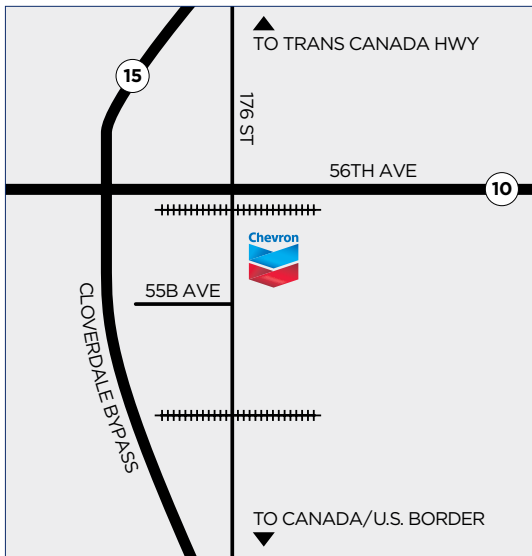 TO TRANS CANADA HWY
15
176 ST
56TH AVE
10
Chevron
55B AVE
CLOVERDALE BYPASS
TO CANADA/U.S. BORDER